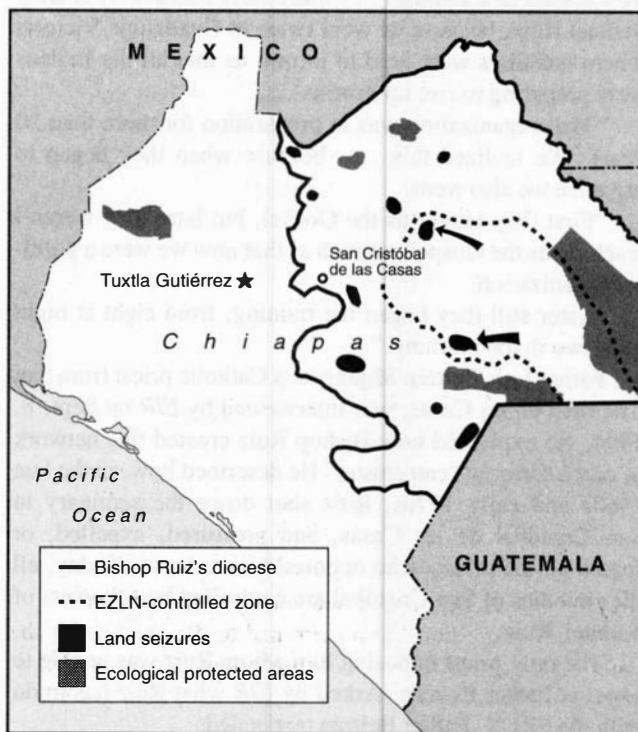 MEXICO
San Cristóbal
de las Casas
Tuxtla Gutiérrez
Chiapas
Pacific
Ocean
GUATEMALA
Bishop Ruiz's diocese
EZLN-controlled zone
Land seizures
Ecological protected areas